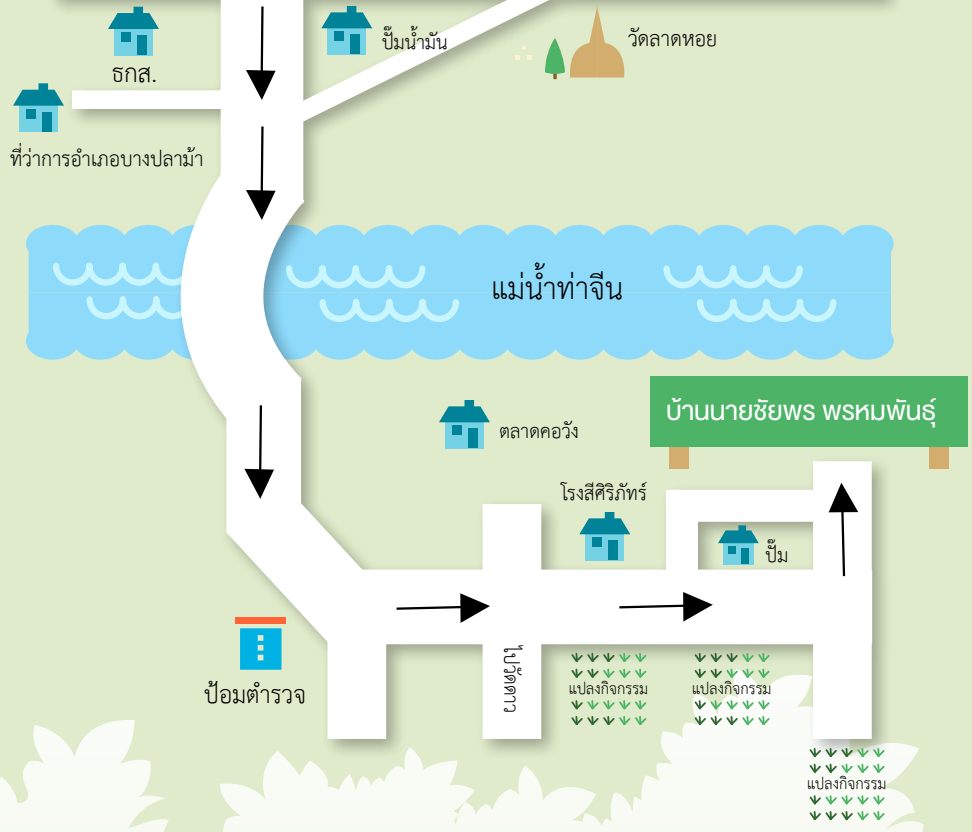 ปั๊มน้ำมัน
วัดลาดหอย
ธกส.
ที่ว่าการอำเภอบางปลาม้า
แม่น้ำท่าจีน
บ้านนายชัยพร พรหมพันธุ์
ตลาดคอวัง
โรงสีศิริภัทร์
ปั๊ม
ป้อมตำรวจ
ไปวัดดาว
แปลงกิจกรรม
แปลงกิจกรรม
แปลงกิจกรรม